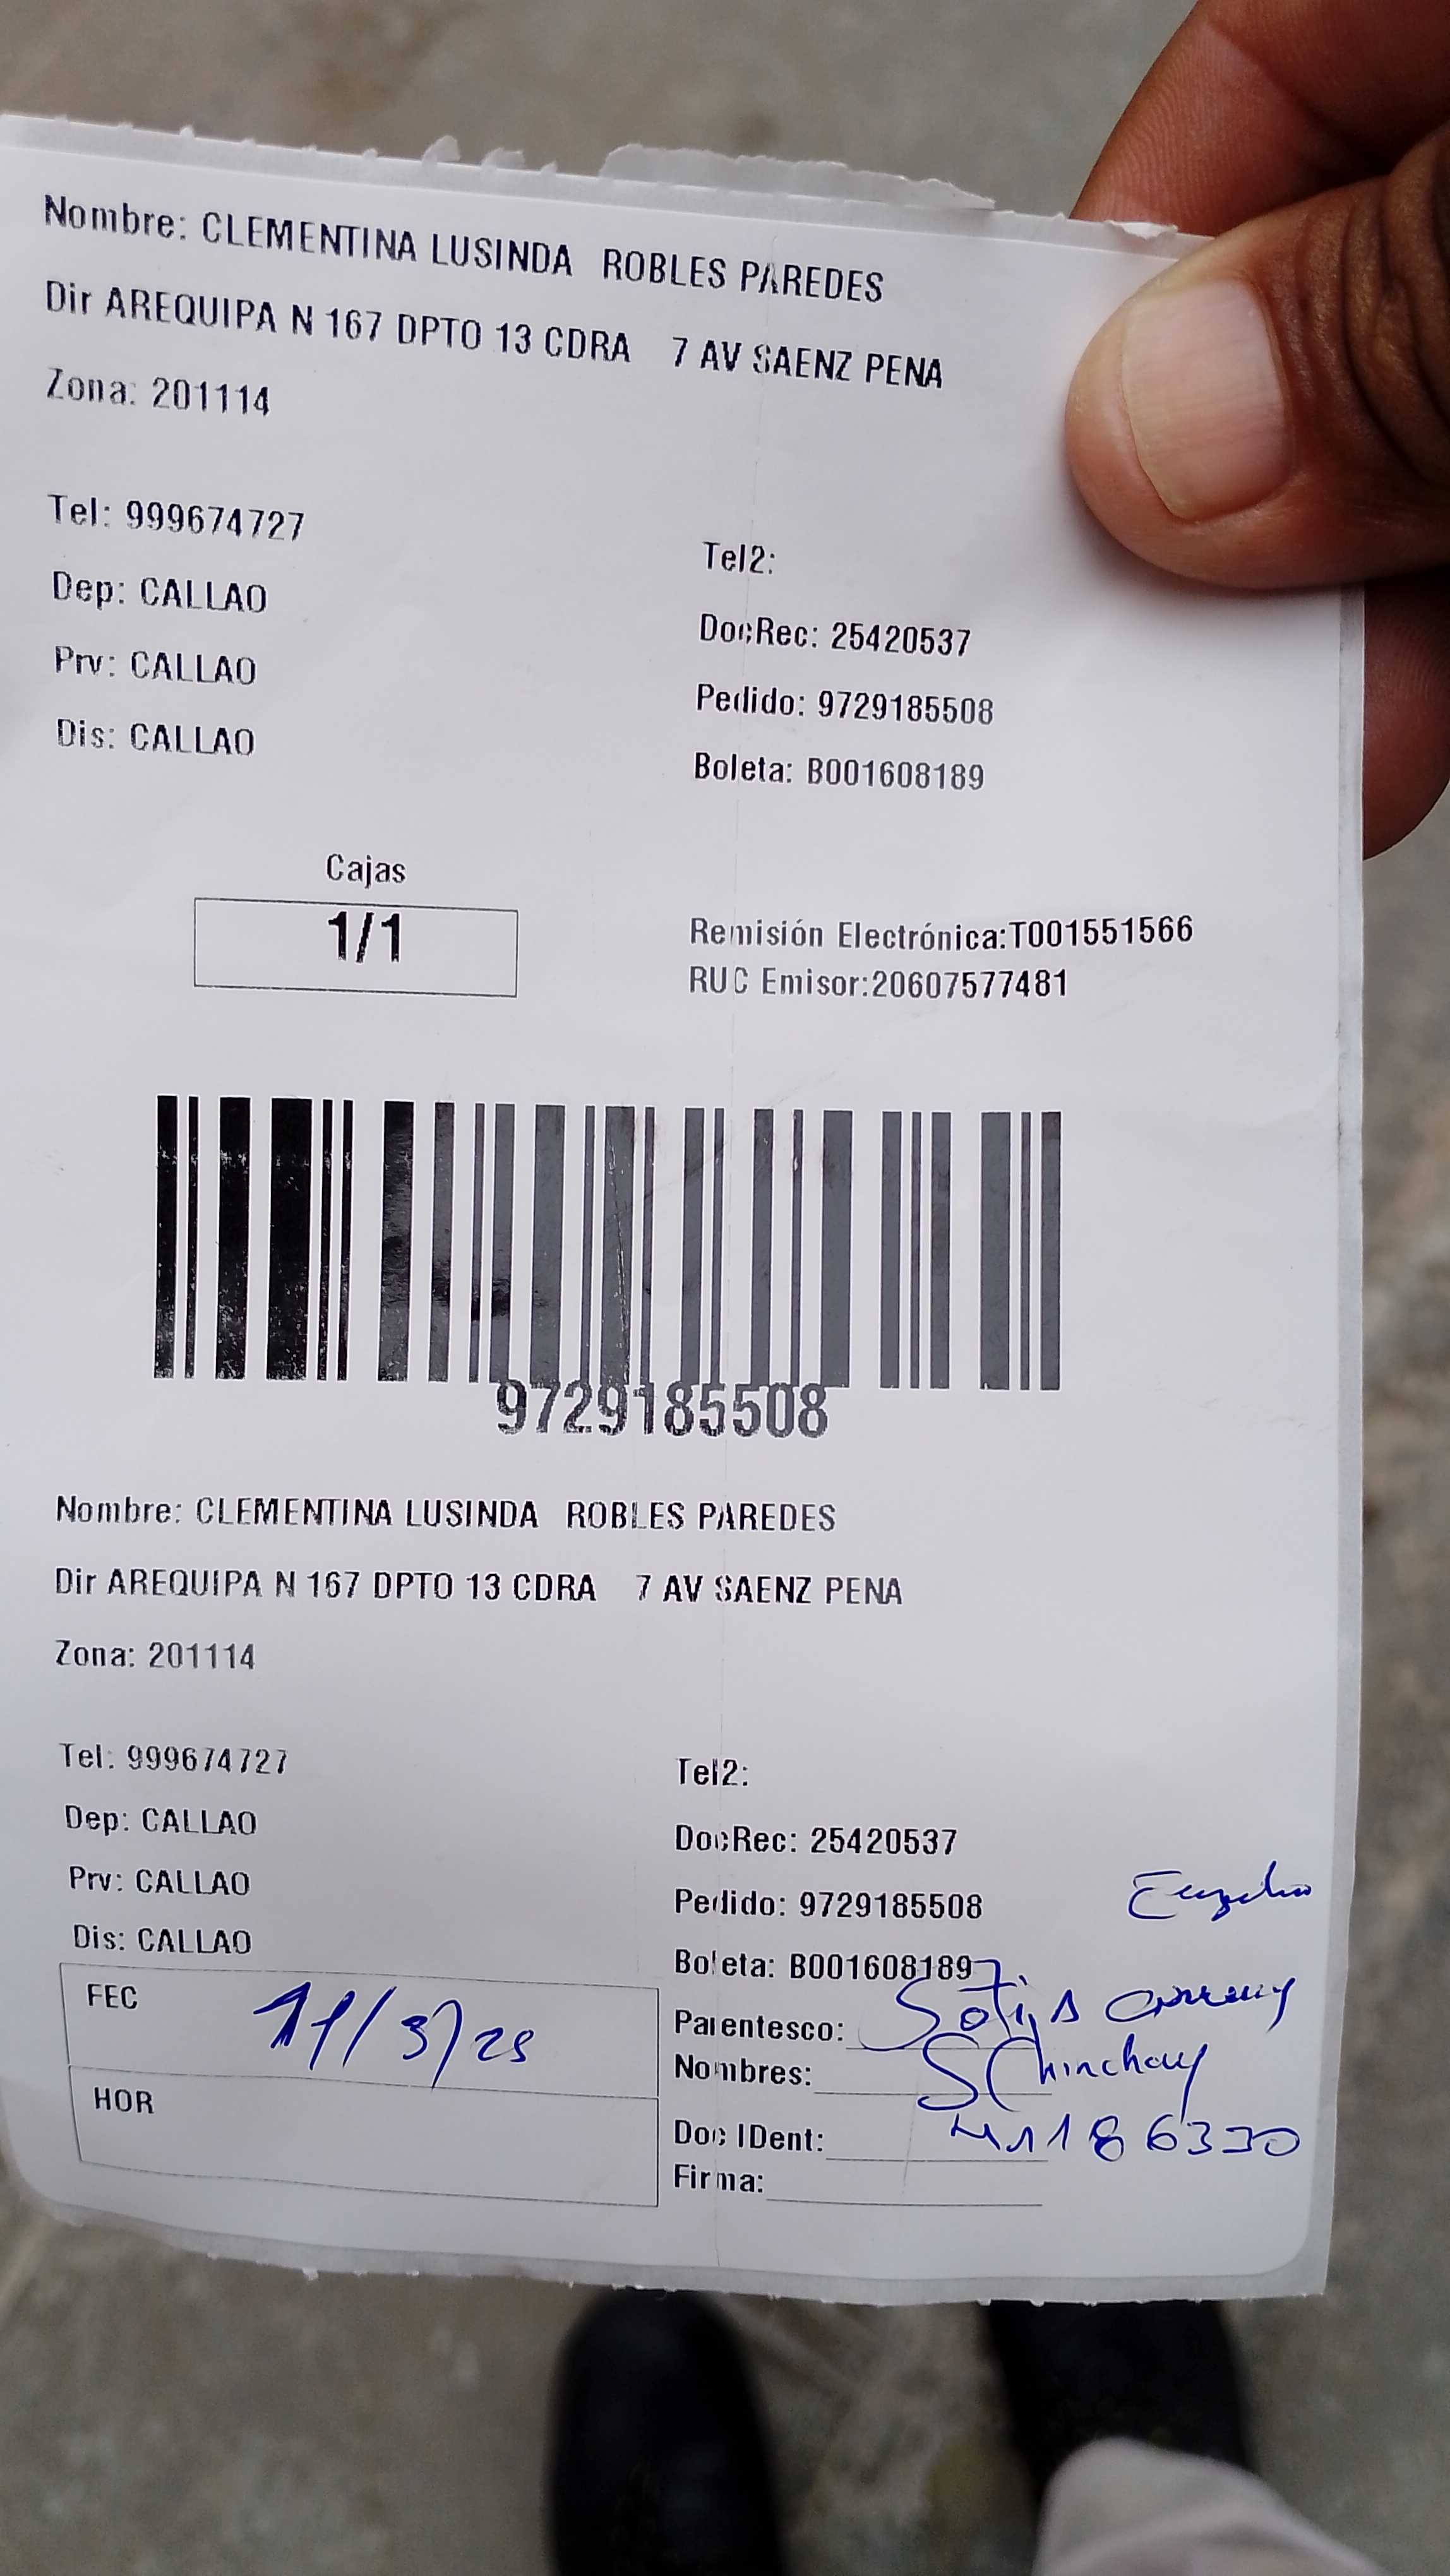 Nombre: CLEMENTINA LUSINDA ROBLES PAREDES
Dir AREQUIPA N 167 DPTO 13 CDRA 7 AV SAENZ PENA
Zona: 201114
Tel: 999674727
Tel2:
Dep: CALLAO
DocRec: 25420537
Prv: CALLAO
Pedido: 9729185508
Dis: CALLAO
Boleta: B001608189
Cajas
1/1
Remisión Electrónica:T001551566
RUC Emisor:20607577481
9729185508
Nombre: CLEMENTINA LUSINDA ROBLES PAREDES
Dir AREQUIPA N 167 DPTO 13 CDRA 7 AV SAENZ PENA
Zona: 201114
Tel: 999674727
Tel2:
Dep: CALLAO
DocRec: 25420537
Prv: CALLAO
Pedido: 9729185508
Dis: CALLAO
Boleta: B001608189
FEC
Parentesco:
Nombres: SChinchay
HOR
Doc IDent:
Firma: